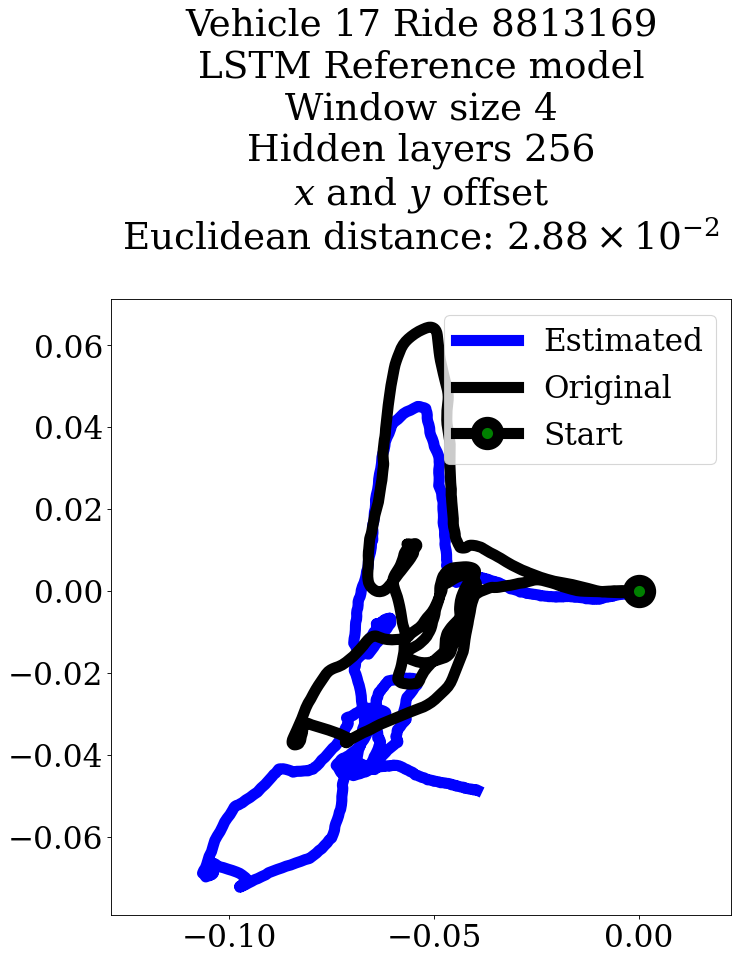 Vehicle 17 Ride 8813169
LSTM Reference model
Window size 4
Hidden layers 256
x and y offset
Euclidean distance: 2.88 × 10⁻²
Estimated
Original
Start
0.06
0.04
0.02
0.00
−0.02
−0.04
−0.06
−0.10
−0.05
0.00